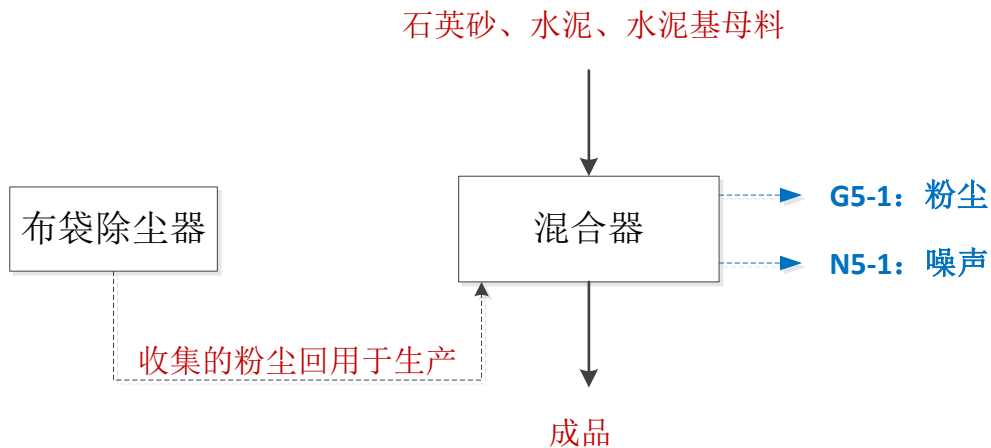 石英砂、水泥、水泥基母料
布袋除尘器
混合器
G5-1：粉尘
N5-1：噪声
收集的粉尘回用于生产
成品